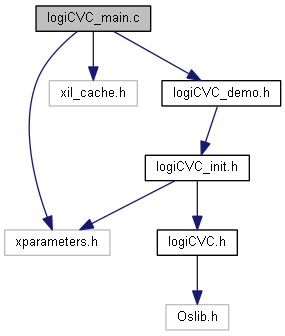 logiCVC_main.c
xil_cache.h
logiCVC_demo.h
logiCVC_init.h
xparameters.h
logiCVC.h
Oslib.h